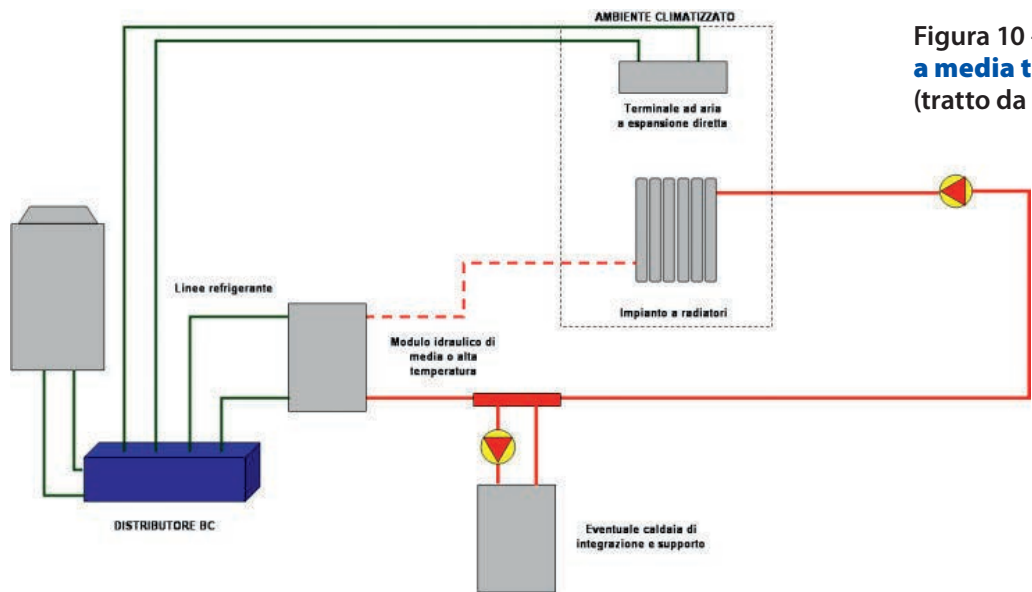 AMBIENTE CLIMATIZZATO
Figura 10
a media t
(tratto da
Terminale ad aria
a espansione diretta
Linee refrigerante
Impianto a radiatori
Modulo idraulico di
media o alta
temperatura
DISTRIBUTORE BC
Eventuale caldaia di
integrazione e supporto